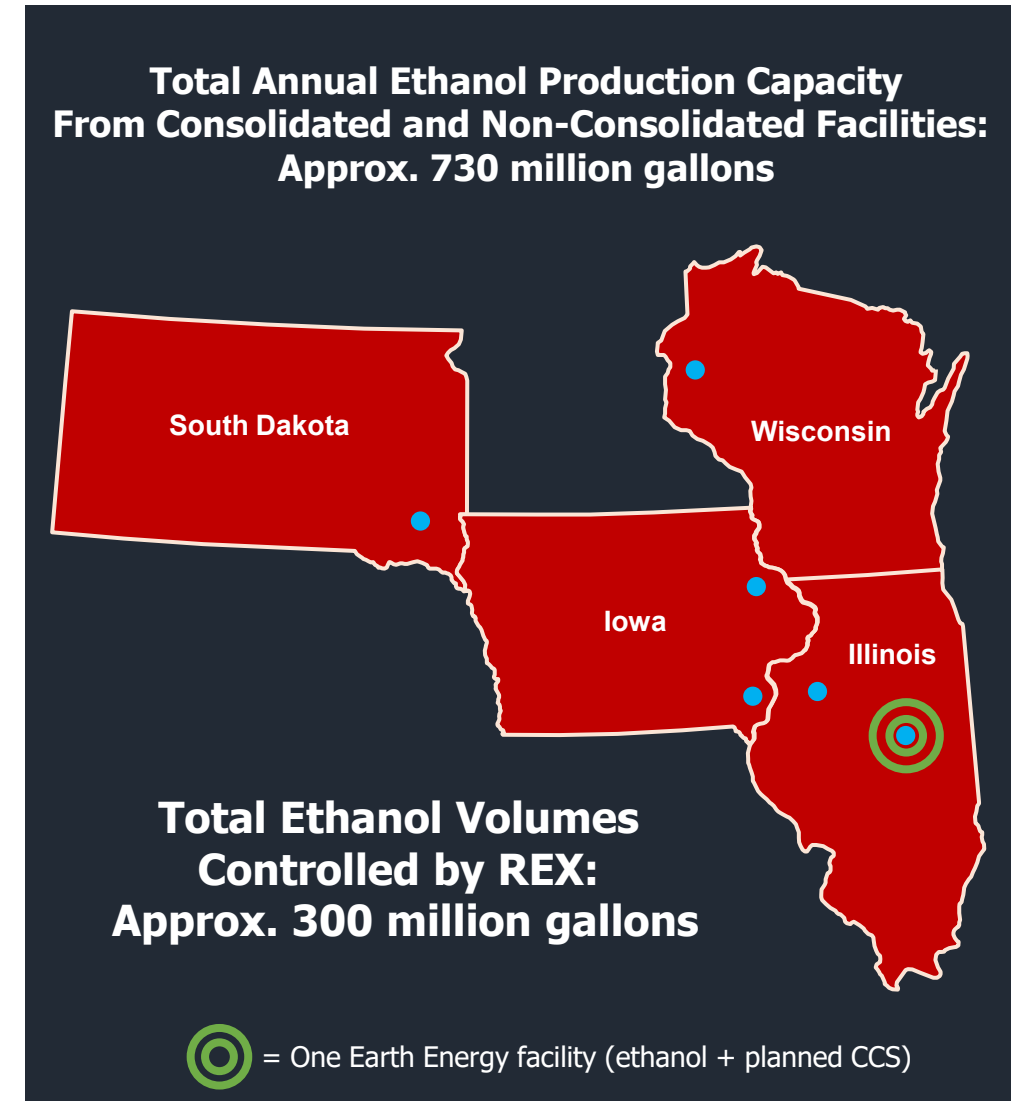 Total Annual Ethanol Production Capacity
From Consolidated and Non-Consolidated Facilities:
Approx. 730 million gallons
South Dakota
Wisconsin
Iowa
Illinois
Total Ethanol Volumes
Controlled by REX:
Approx. 300 million gallons
= One Earth Energy facility (ethanol + planned CCS)